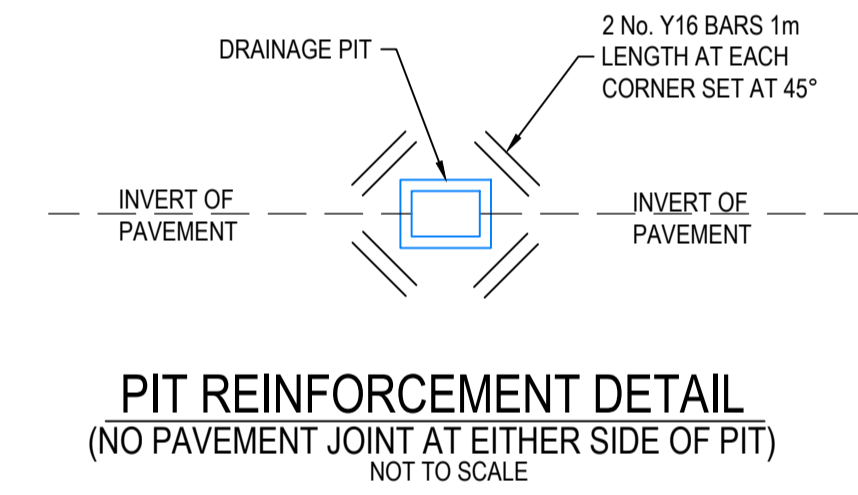 DRAINAGE PIT
2 No. Y16 BARS 1m
LENGTH AT EACH
CORNER SET AT 45°
INVERT OF
PAVEMENT
INVERT OF
PAVEMENT
PIT REINFORCEMENT DETAIL
(NO PAVEMENT JOINT AT EITHER SIDE OF PIT)
NOT TO SCALE